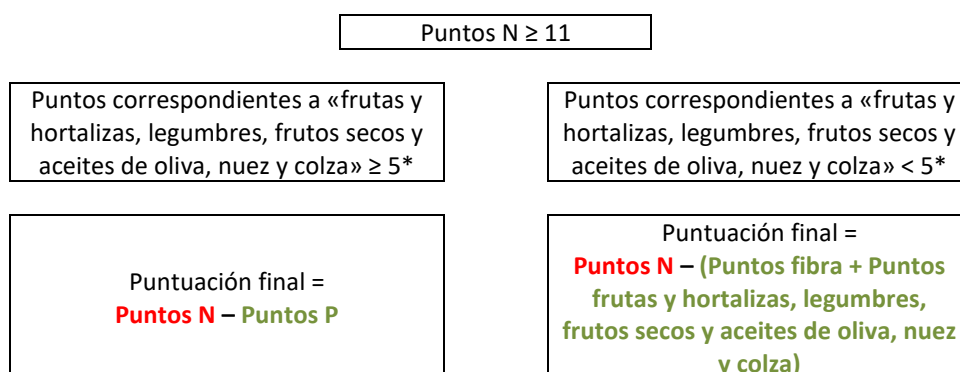 Puntos N ≥ 11
Puntos correspondientes a «frutas y
hortalizas, legumbres, frutos secos y
aceites de oliva, nuez y colza» ≥ 5*
Puntos correspondientes a «frutas y
hortalizas, legumbres, frutos secos y
aceites de oliva, nuez y colza» < 5*
Puntuación final =
Puntos N – Puntos P
Puntuación final =
Puntos N – (Puntos fibra + Puntos
frutas y hortalizas, legumbres,
frutos secos y aceites de oliva, nuez
y colza)